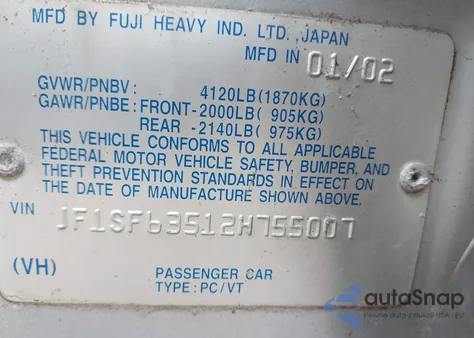 MFD BY FUJI HEAVY IND. LTD., JAPAN
MFD IN 01/02
GVWR/PNBV : 4120LB(1870KG)
GAWR/PNBE: FRONT-2000LB( 905KG)
REAR -2140LB( 975KG)
THIS VEHICLE CONFORMS TO ALL APPLICABLE
FEDERAL MOTOR VEHICLE SAFETY, BUMPER, AND
THEFT PREVENTION STANDARDS IN EFFECT ON
THE DATE OF MANUFACTURE SHOWN ABOVE.
VIN JF1SF63512H755007
(VH) PASSENGER CAR
TYPE: PC/VT
autoSnap